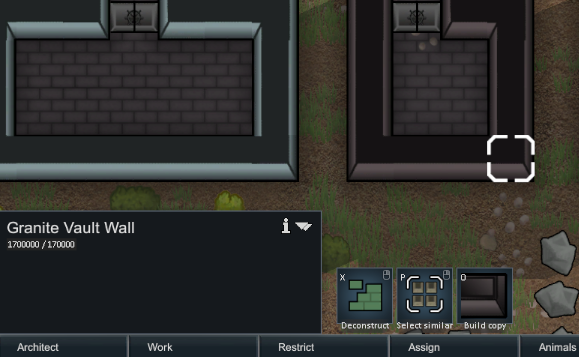 Granite Vault Wall
1700000 / 170000
X
P
O
Deconstruct
Select similar
Build copy
Architect
Work
Restrict
Assign
Animals